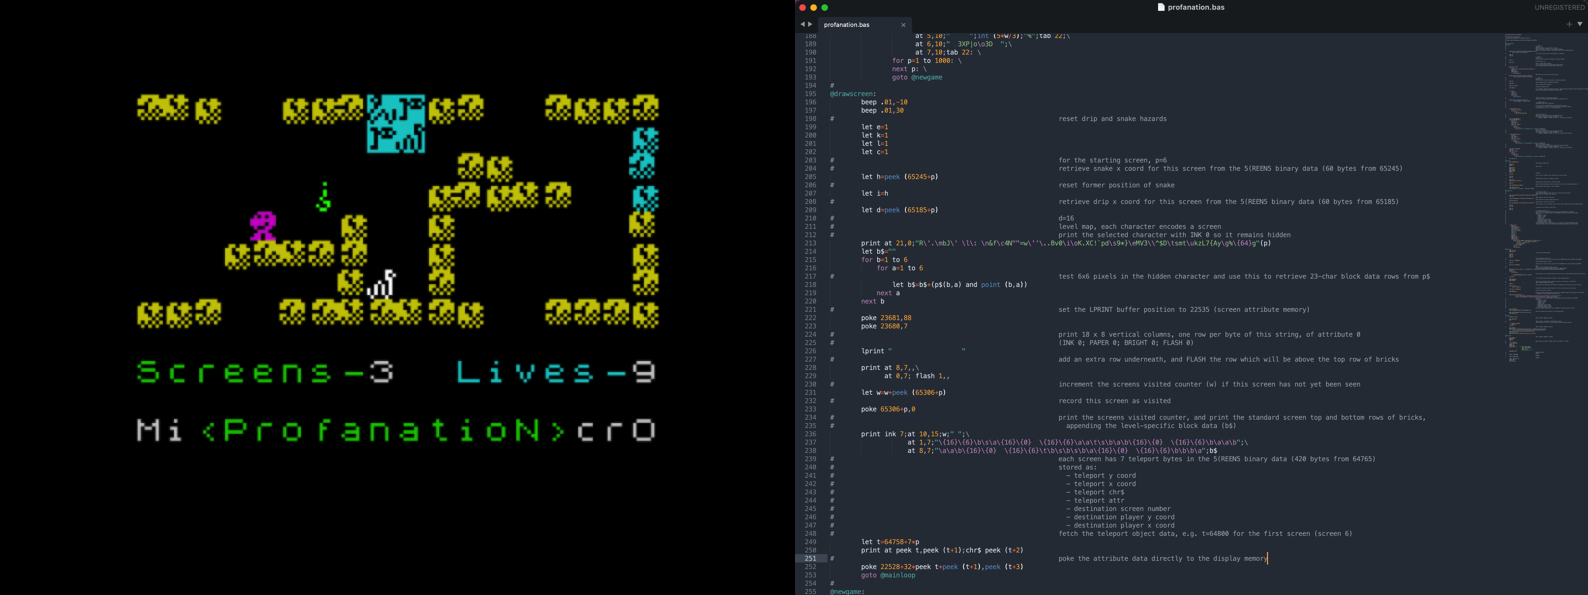 Screens-3 Lives-9
Mi <ProfanatioN>crO
profanation.bas
UNREGISTERED
profanation.bas
188 at 5,10;" ";int (5+w/3);"%";tab 22;\
189 at 6,10;" 3XP|o\o3D ";\
190 at 7,10;tab 22: \
191 for p=1 to 1000: \
192 next p: \
193 goto @newgame
194 #
195 @drawscreen:
196 beep .01,-10
197 beep .01,30
198 # reset drip and snake hazards
199 let e=1
200 let k=1
201 let l=1
202 let c=1
203 # for the starting screen, p=6
204 # retrieve snake x coord for this screen from the 5(REEN5 binary data (60 bytes from 65245)
205 let h=peek (65245+p)
206 # reset former position of snake
207 let i=h
208 # retrieve drip x coord for this screen from the 5(REEN5 binary data (60 bytes from 65185)
209 let d=peek (65185+p)
210 # d=16
211 # level map, each character encodes a screen
212 # print the selected character with INK 0 so it remains hidden
213 print at 21,0;"R\'.\mbJ\' \l\: \n&f\c4N""=w\''\..Bv0\i\oK.XC!`pd\s9*}\eMV3\\^$D\tsmt\ukzL7{Ay\g%\{64}g"(p)
214 let b$=""
215 for b=1 to 6
216 for a=1 to 6
217 # test 6x6 pixels in the hidden character and use this to retrieve 23-char block data rows from p$
218 let b$=b$+(p$(b,a) and point (b,a))
219 next a
220 next b
221 # set the LPRINT buffer position to 22535 (screen attribute memory)
222 poke 23681,88
223 poke 23680,7
224 # print 18 x 8 vertical columns, one row per byte of this string, of attribute 0
225 # (INK 0; PAPER 0; BRIGHT 0; FLASH 0)
226 lprint " "
227 # add an extra row underneath, and FLASH the row which will be above the top row of bricks
228 print at 8,7,,\
229 at 0,7; flash 1,,
230 # increment the screens visited counter (w) if this screen has not yet been seen
231 let w=w+peek (65306+p)
232 # record this screen as visited
233 poke 65306+p,0
234 # print the screens visited counter, and print the standard screen top and bottom rows of bricks,
235 # appending the level-specific block data (b$)
236 print ink 7;at 10,15;w;" ";\
237 at 1,7;"\{16}\{6}\b\s\a\{16}\{0} \{16}\{6}\a\a\t\s\b\a\b\{16}\{0} \{16}\{6}\b\a\a\b";\
238 at 8,7;"\a\a\b\{16}\{0} \{16}\{6}\t\b\s\b\s\b\a\{16}\{0} \{16}\{6}\b\b\b\a";b$
239 # each screen has 7 teleport bytes in the 5(REEN5 binary data (420 bytes from 64765)
240 # stored as:
241 # - teleport y coord
242 # - teleport x coord
243 # - teleport chr$
244 # - teleport attr
245 # - destination screen number
246 # - destination player y coord
247 # - destination player x coord
248 # fetch the teleport object data, e.g. t=64800 for the first screen (screen 6)
249 let t=64758+7*p
250 print at peek t,peek (t+1);chr$ peek (t+2)
251 # poke the attribute data directly to the display memory
252 poke 22528+32*peek t+peek (t+1),peek (t+3)
253 goto @mainloop
254 #
255 @newgame: